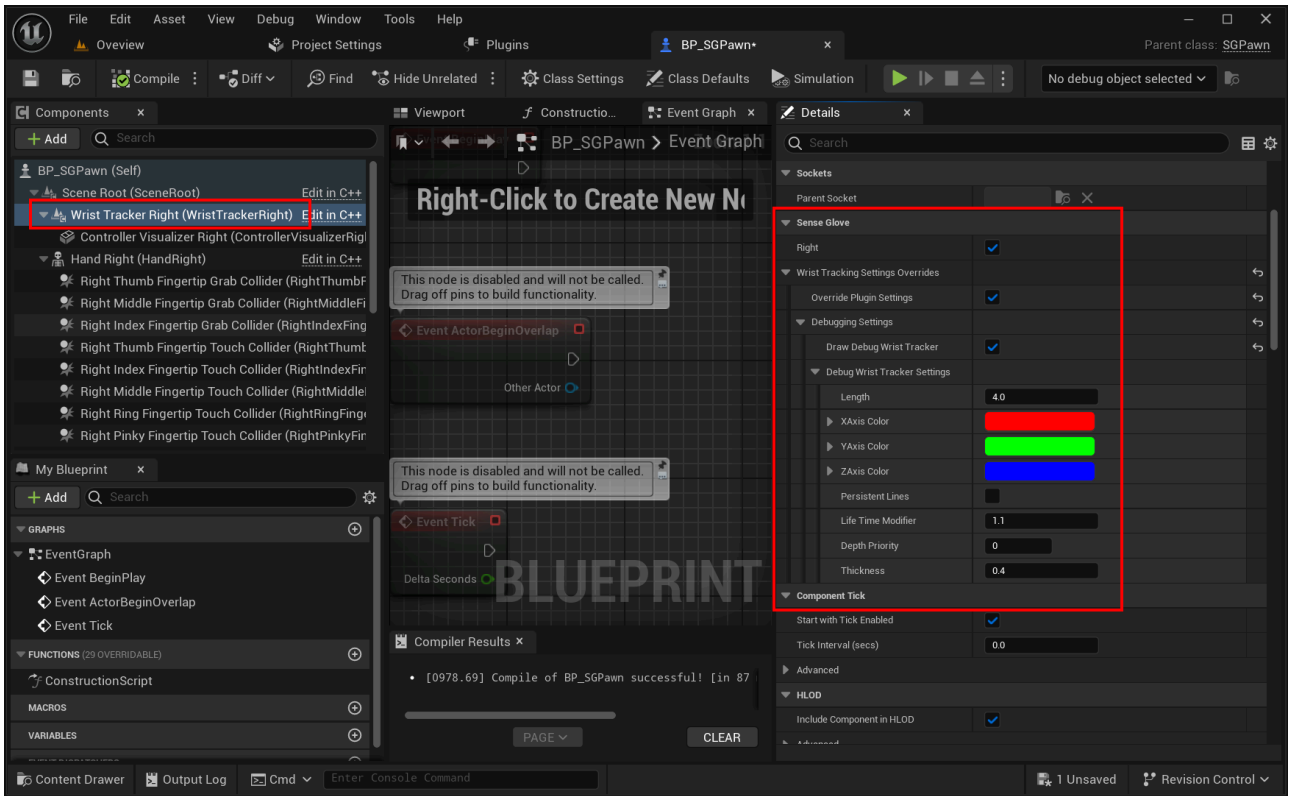 File Edit Asset View Debug Window Tools Help
Oveview
Project Settings
Plugins
BP_SGPawn*
Parent class: SGPawn
Compile
Diff
Find
Hide Unrelated
Class Settings
Class Defaults
Simulation
No debug object selected
Components
Add
Search
BP_SGPawn (Self)
Scene Root (SceneRoot) Edit in C++
Wrist Tracker Right (WristTrackerRight) Edit in C++
Controller Visualizer Right (ControllerVisualizerRigl
Hand Right (HandRight) Edit in C++
Right Thumb Fingertip Grab Collider (RightThumbF
Right Middle Fingertip Grab Collider (RightMiddleFi
Right Index Fingertip Grab Collider (RightIndexFing
Right Thumb Fingertip Touch Collider (RightThumb
Right Index Fingertip Touch Collider (RightIndexFin
Right Middle Fingertip Touch Collider (RightMiddle
Right Ring Fingertip Touch Collider (RightRingFinge
Right Pinky Fingertip Touch Collider (RightPinkyFin
My Blueprint
Add
Search
GRAPHS
EventGraph
Event BeginPlay
Event ActorBeginOverlap
Event Tick
FUNCTIONS (29 OVERRIDABLE)
ConstructionScript
MACROS
VARIABLES
Viewport
Constructio...
Event Graph
BP_SGPawn > Event Graph
Right-Click to Create New N
This node is disabled and will not be called.
Drag off pins to build functionality.
Event ActorBeginOverlap
Other Actor
This node is disabled and will not be called.
Drag off pins to build functionality.
Event Tick
Delta Seconds
BLUEPRINT
Compiler Results
• [0978.69] Compile of BP_SGPawn successful! [in 87
PAGE
CLEAR
Details
Search
Sockets
Parent Socket
Sense Glove
Right
Wrist Tracking Settings Overrides
Override Plugin Settings
Debugging Settings
Draw Debug Wrist Tracker
Debug Wrist Tracker Settings
Length 4.0
XAxis Color
YAxis Color
ZAxis Color
Persistent Lines
Life Time Modifier 1.1
Depth Priority 0
Thickness 0.4
Component Tick
Start with Tick Enabled
Tick Interval (secs) 0.0
Advanced
HLOD
Include Component in HLOD
Content Drawer
Output Log
Cmd
Enter Console Command
1 Unsaved
Revision Control